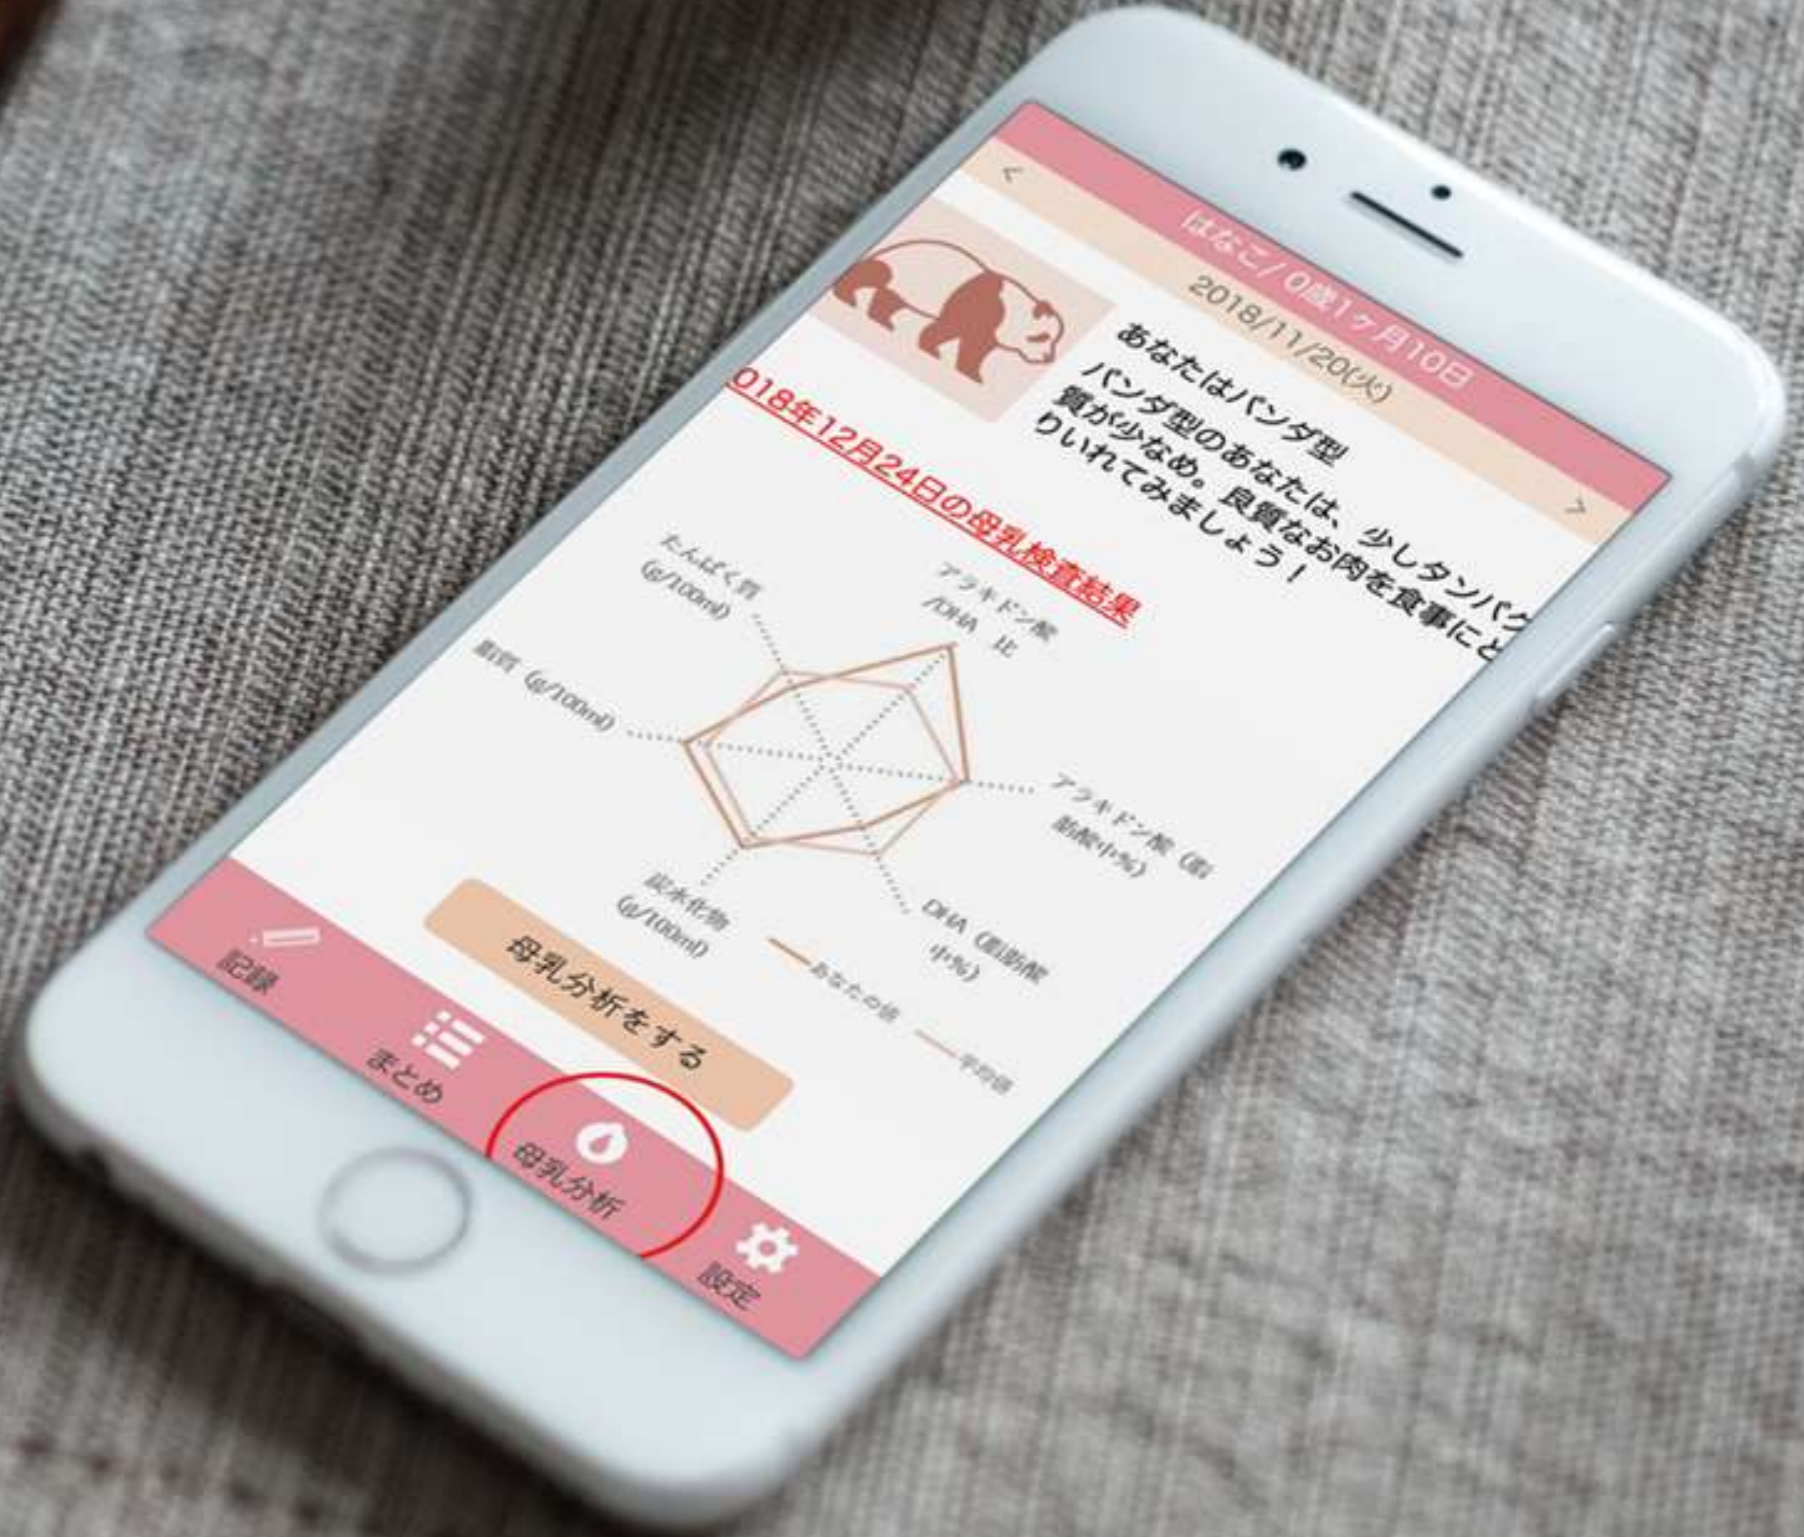 はなこ/0歳1ヶ月10日
<
2018/11/20(火)
>
あなたはパンダ型
パンダ型のあなたは、少しタンパク
質が少なめ。良質なお肉を食事にと
りいれてみましょう！
018年12月24日の母乳検査結果
アラキドン酸
/DHA 比
たんぱく質
(g/100ml)
脂質 (g/100ml)
アラキドン酸 (脂
肪酸中%)
DHA (脂肪酸
中%)
炭水化物
(g/100ml)
あなたの値
平均値
母乳分析をする
記録
まとめ
母乳分析
設定